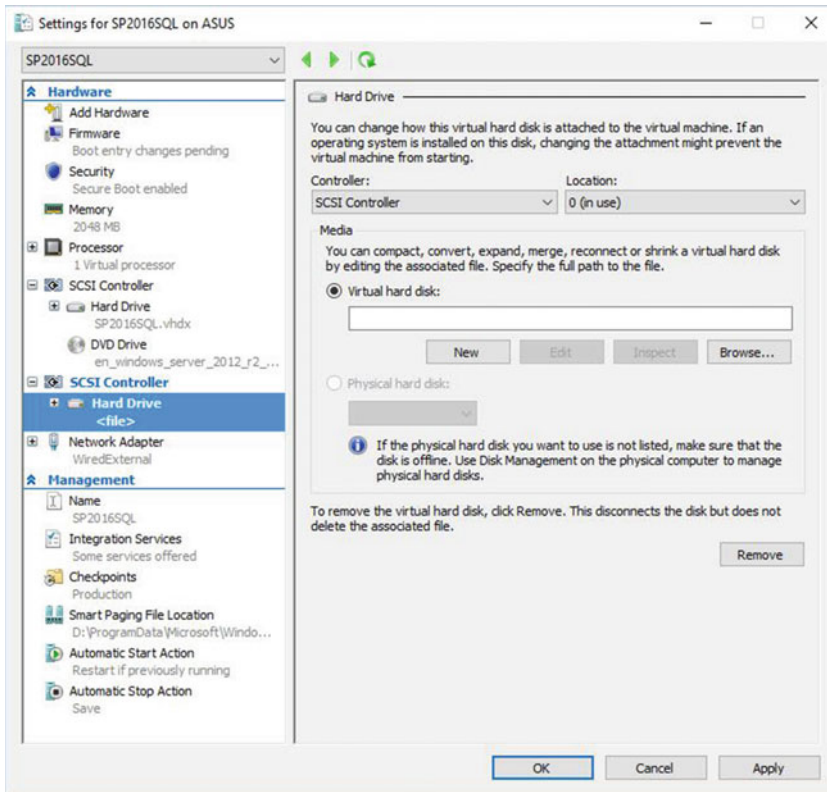 Settings for SP2016SQL on ASUS
SP2016SQL
Hardware
Add Hardware
Firmware
Boot entry changes pending
Security
Secure Boot enabled
Memory
2048 MB
Processor
1 Virtual processor
SCSI Controller
Hard Drive
SP2016SQL.vhdx
DVD Drive
en_windows_server_2012_r2_...
SCSI Controller
Hard Drive
<file>
Network Adapter
WiredExternal
Management
Name
SP2016SQL
Integration Services
Some services offered
Checkpoints
Production
Smart Paging File Location
D:\ProgramData\Microsoft\Windo...
Automatic Start Action
Restart if previously running
Automatic Stop Action
Save
Hard Drive
You can change how this virtual hard disk is attached to the virtual machine. If an
operating system is installed on this disk, changing the attachment might prevent the
virtual machine from starting.
Controller: Location:
SCSI Controller 0 (in use)
Media
You can compact, convert, expand, merge, reconnect or shrink a virtual hard disk
by editing the associated file. Specify the full path to the file.
Virtual hard disk:
New Edit Inspect Browse...
Physical hard disk:
If the physical hard disk you want to use is not listed, make sure that the
disk is offline. Use Disk Management on the physical computer to manage
physical hard disks.
To remove the virtual hard disk, click Remove. This disconnects the disk but does not
delete the associated file.
Remove
OK Cancel Apply